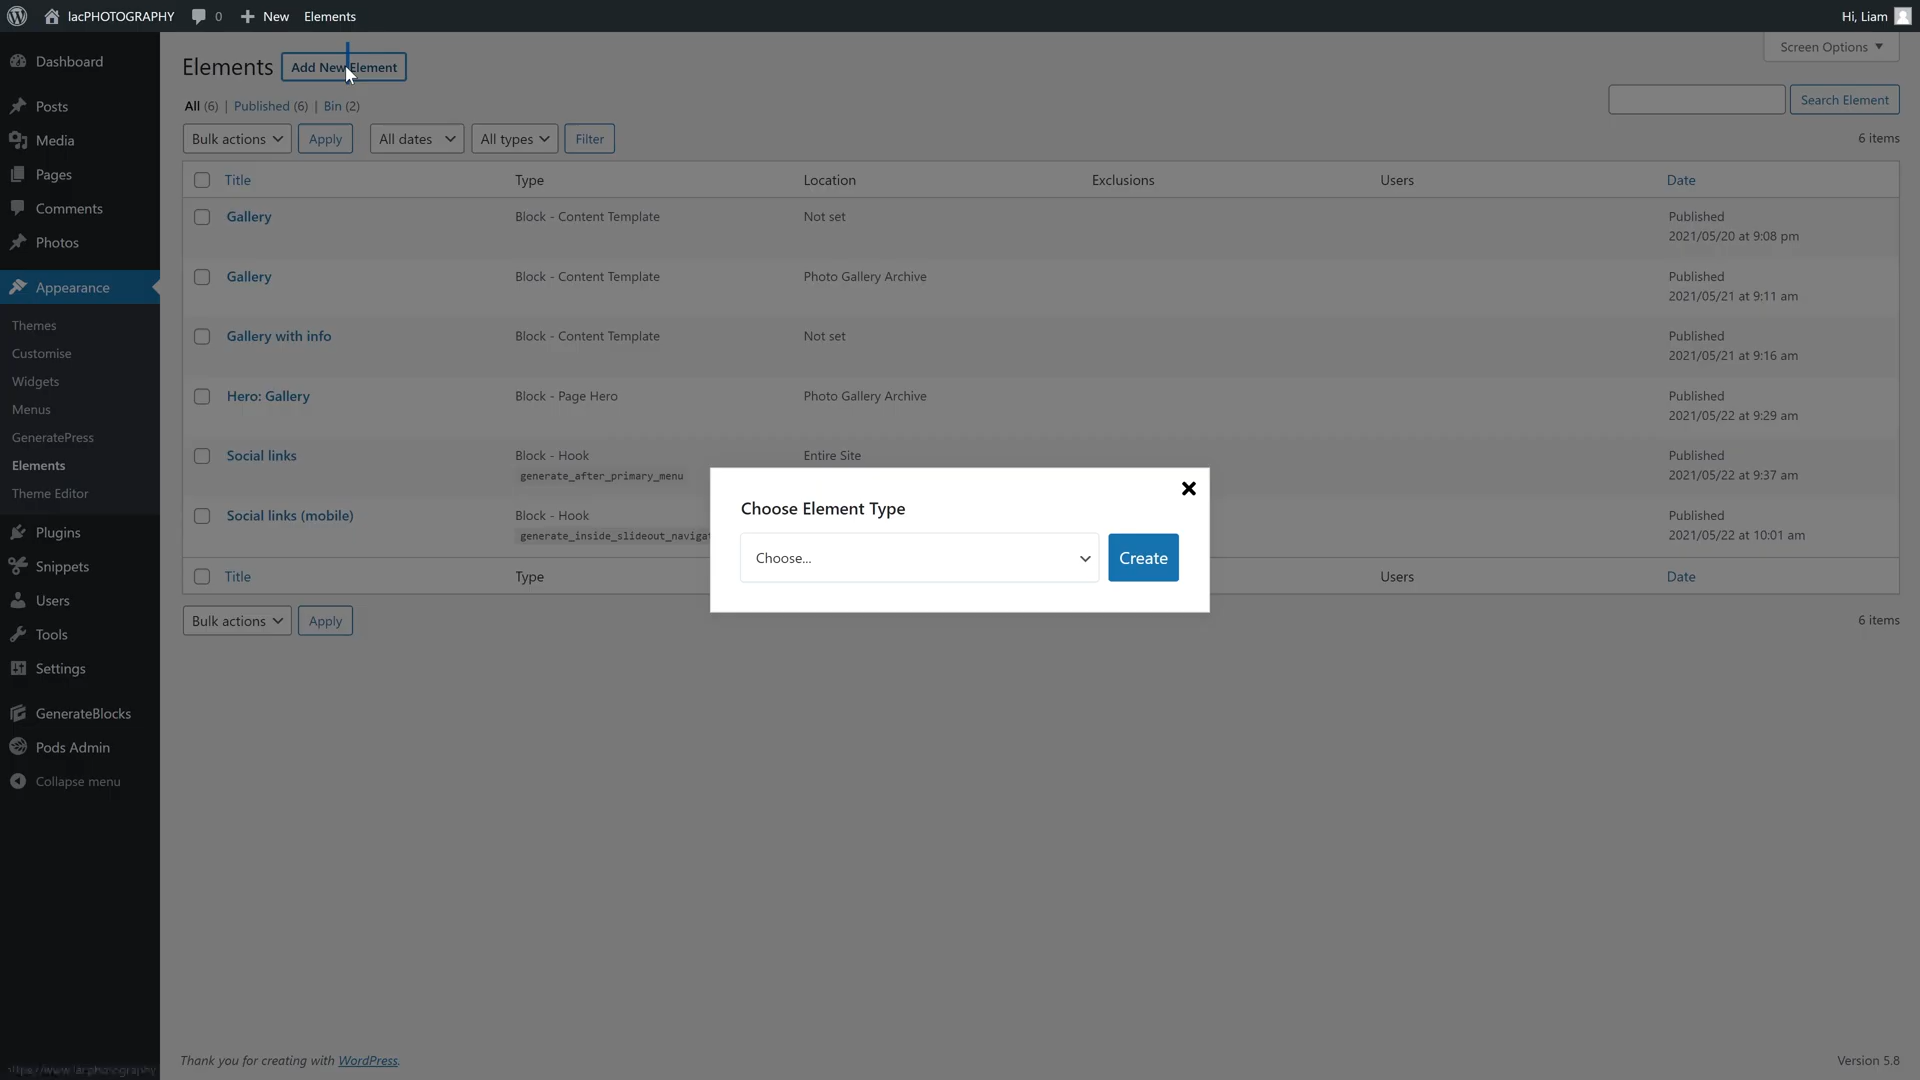 lacPHOTOGRAPHY 0 New Elements Hi, Liam
Dashboard
Posts
Media
Pages
Comments
Photos
Appearance
Themes
Customise
Widgets
Menus
GeneratePress
Elements
Theme Editor
Plugins
Snippets
Users
Tools
Settings
GenerateBlocks
Pods Admin
Collapse menu
Screen Options
Elements Add New Element
All (6) | Published (6) | Bin (2)
Search Element
Bulk actions Apply All dates All types Filter 6 items
Title Type Location Exclusions Users Date
Gallery Block - Content Template Not set Published
2021/05/20 at 9:08 pm
Gallery Block - Content Template Photo Gallery Archive Published
2021/05/21 at 9:11 am
Gallery with info Block - Content Template Not set Published
2021/05/21 at 9:16 am
Hero: Gallery Block - Page Hero Photo Gallery Archive Published
2021/05/22 at 9:29 am
Social links Block - Hook Entire Site Published
generate_after_primary_menu 2021/05/22 at 9:37 am
Social links (mobile) Block - Hook Published
generate_inside_slideout_navigat 2021/05/22 at 10:01 am
Title Type Users Date
Bulk actions Apply 6 items
Choose Element Type
Choose... Create
Thank you for creating with WordPress. Version 5.8